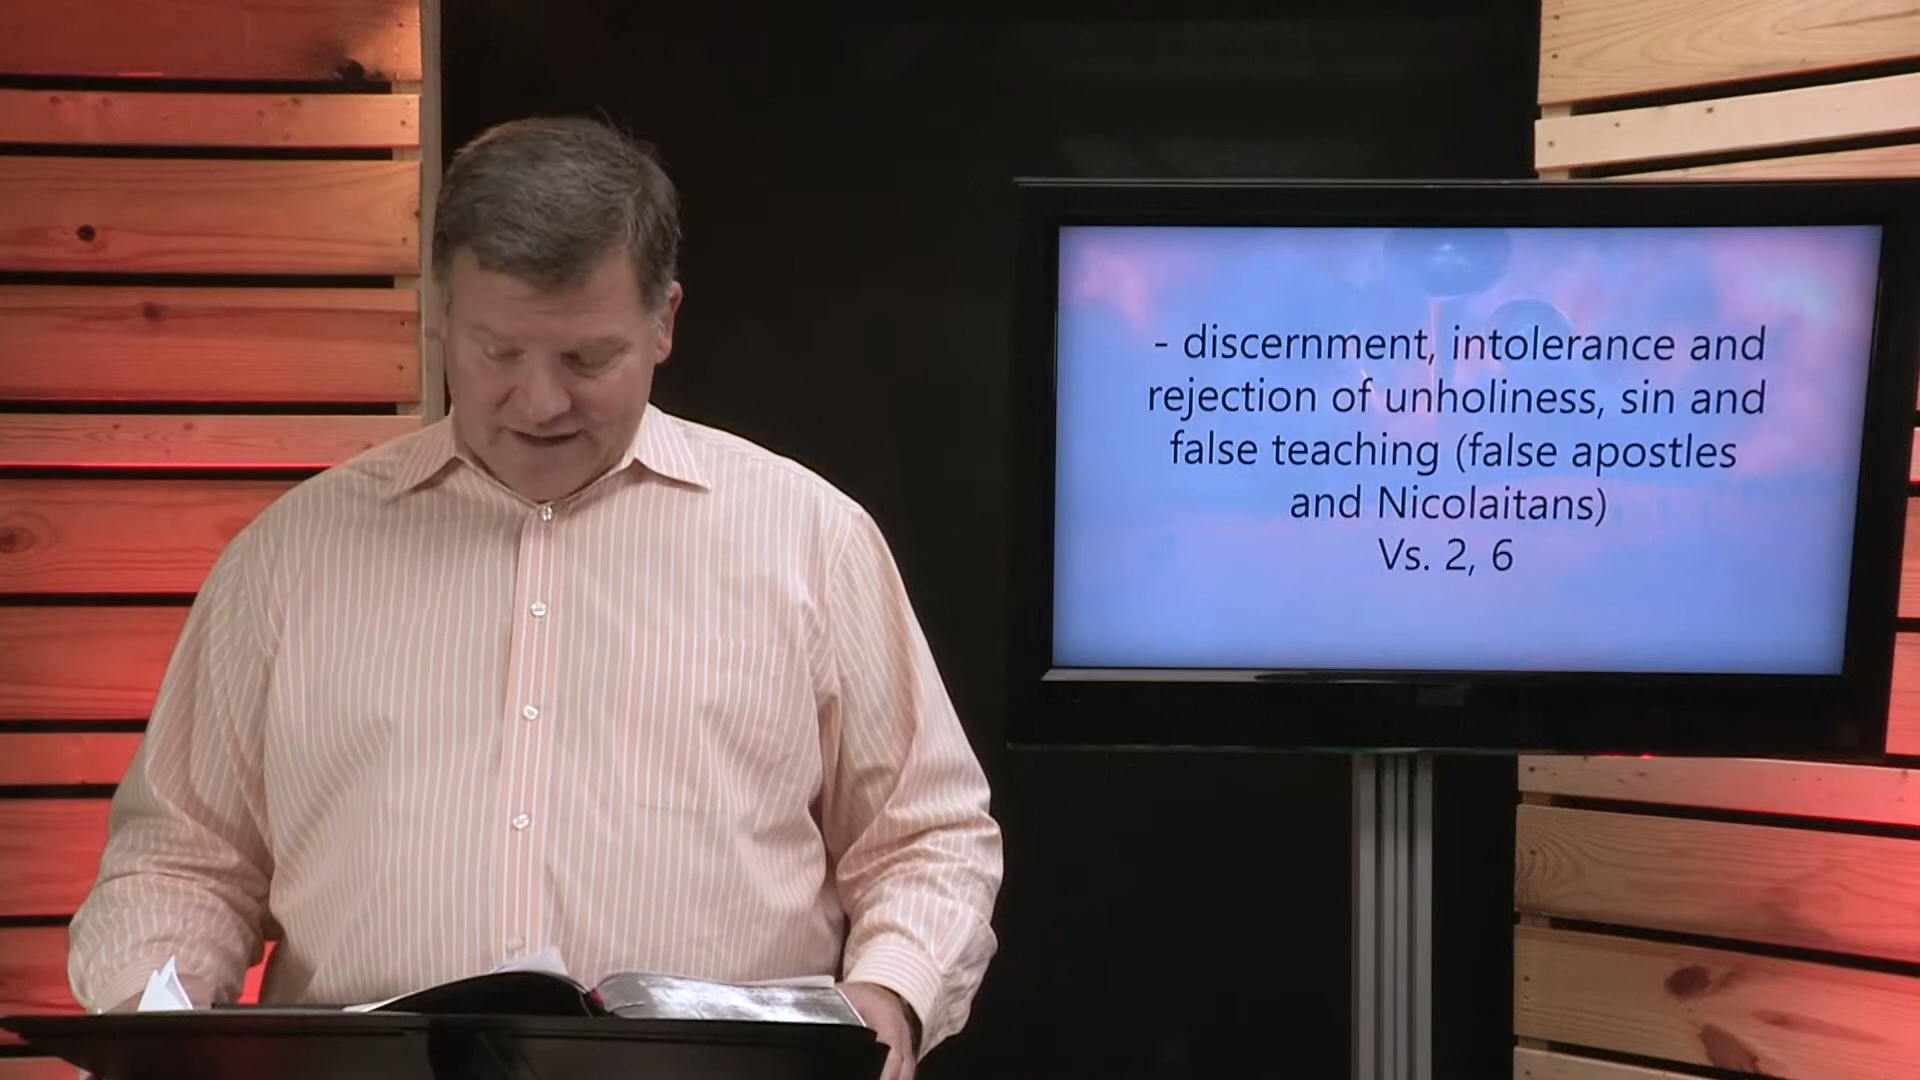 - discernment, intolerance and
rejection of unholiness, sin and
false teaching (false apostles
and Nicolaitans)
Vs. 2, 6